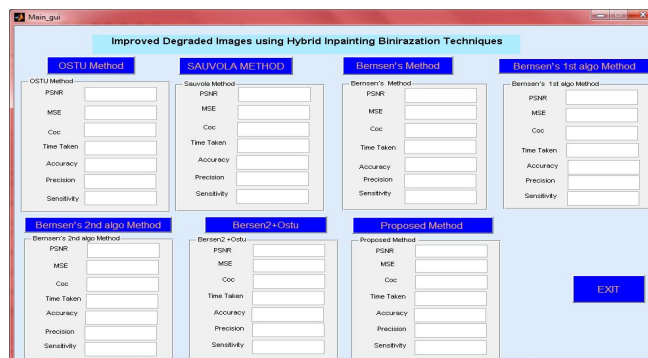 Main_gui
Improved Degraded Images using Hybrid Inpainting Binirazation Techniques
OSTU Method
SAUVOLA METHOD
Bernsen's Method
Bernsen's 1st algo Method
OSTU Method
PSNR
MSE
Coc
Time Taken
Accuracy
Precision
Sensitivity
Sauvola Method
PSNR
MSE
Coc
Time Taken
Accuracy
Precision
Sensitivity
Bernsen's Method
PSNR
MSE
Coc
Time Taken
Accuracy
Precision
Sensitivity
Bernsen's 1st algo Method
PSNR
MSE
Coc
Time Taken
Accuracy
Precision
Sensitivity
Bernsen's 2nd algo Method
Bersen2+Ostu
Proposed Method
Bernsen's 2nd algo Method
PSNR
MSE
Coc
Time Taken
Accuracy
Precision
Sensitivity
Bersen2 +Ostu
PSNR
MSE
Coc
Time Taken
Accuracy
Precision
Sensitivity
Proposed Method
PSNR
MSE
Coc
Time Taken
Accuracy
Precision
Sensitivity
EXIT